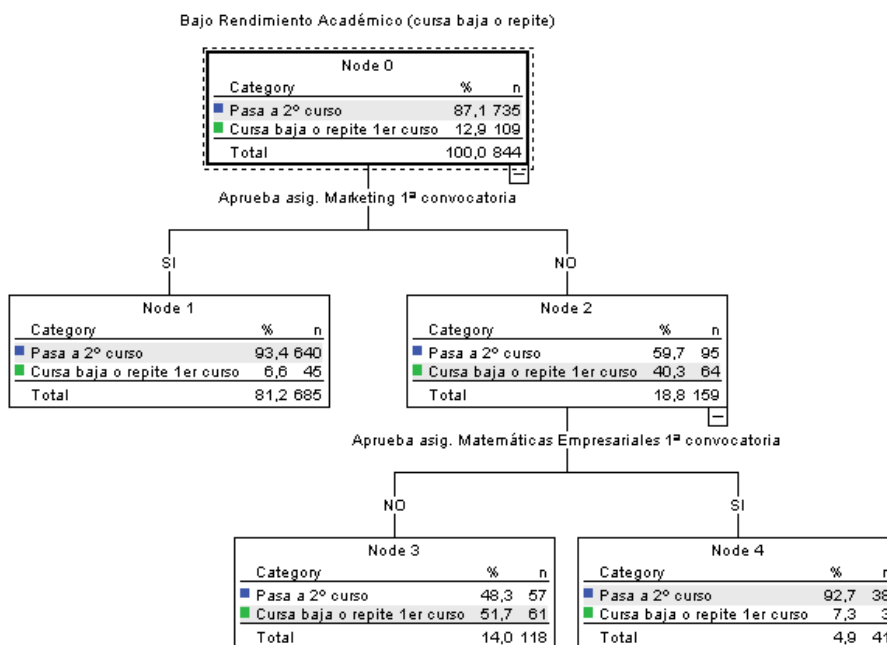 Bajo Rendimiento Académico (cursa baja o repite)
Node 0
Category % n
Pasa a 2º curso 87,1 735
Cursa baja o repite 1er curso 12,9 109
Total 100,0 844
Aprueba asig. Marketing 1ª convocatoria
SI NO
Node 1
Category % n
Pasa a 2º curso 93,4 640
Cursa baja o repite 1er curso 6,6 45
Total 81,2 685
Node 2
Category % n
Pasa a 2º curso 59,7 95
Cursa baja o repite 1er curso 40,3 64
Total 18,8 159
Aprueba asig. Matemáticas Empresariales 1ª convocatoria
NO SI
Node 3
Category % n
Pasa a 2º curso 48,3 57
Cursa baja o repite 1er curso 51,7 61
Total 14,0 118
Node 4
Category % n
Pasa a 2º curso 92,7 38
Cursa baja o repite 1er curso 7,3 3
Total 4,9 41